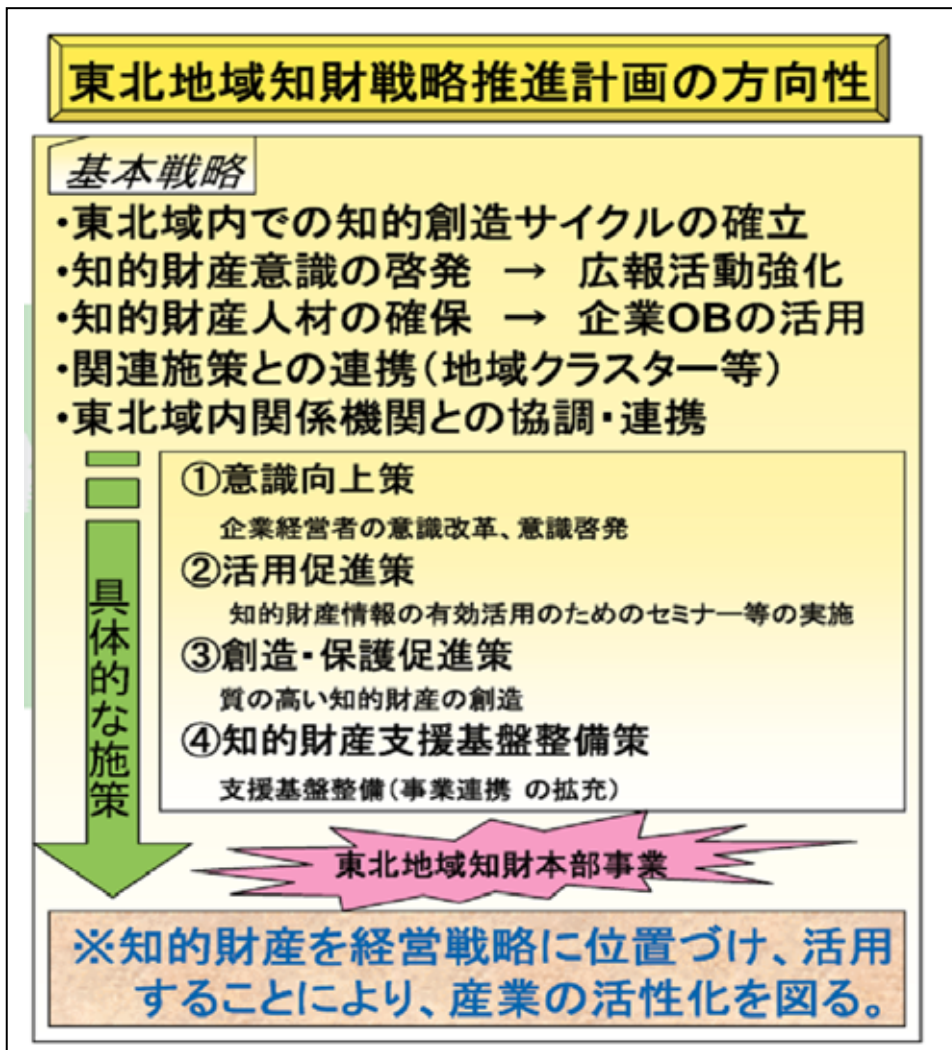 東北地域知財戦略推進計画の方向性
基本戦略
・東北域内での知的創造サイクルの確立
・知的財産意識の啓発 → 広報活動強化
・知的財産人材の確保 → 企業OBの活用
・関連施策との連携(地域クラスター等)
・東北域内関係機関との協調・連携
具体的な施策
①意識向上策
企業経営者の意識改革、意識啓発
②活用促進策
知的財産情報の有効活用のためのセミナー等の実施
③創造・保護促進策
質の高い知的財産の創造
④知的財産支援基盤整備策
支援基盤整備(事業連携 の拡充)
東北地域知財本部事業
※知的財産を経営戦略に位置づけ、活用
することにより、産業の活性化を図る。